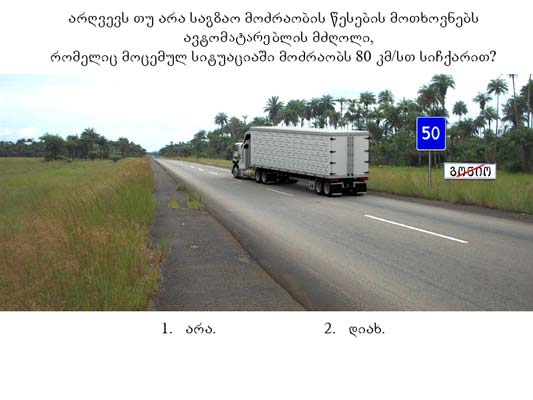 არღვევს თუ არა საგზაო მოძრაობის წესების მოთხოვნებს
ავტომატარებლის მძღოლი,
რომელიც მოცემულ სიტუაციაში მოძრაობს 80 კმ/სთ სიჩქარით?
50
გონიო
1. არა. 2. დიახ.